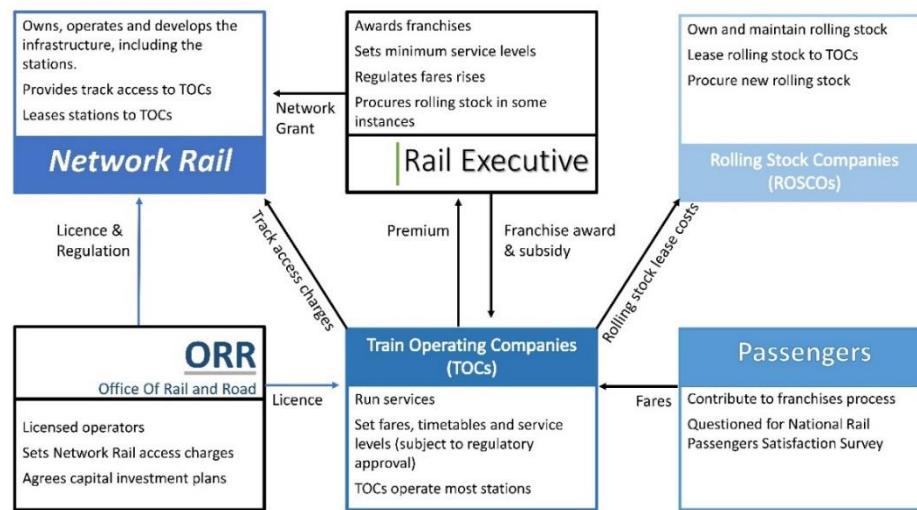 Owns, operates and develops the
infrastructure, including the
stations.
Provides track access to TOCs
Leases stations to TOCs
Network Rail
Network
Grant
Awards franchises
Sets minimum service levels
Regulates fares rises
Procures rolling stock in some
instances
Rail Executive
Own and maintain rolling stock
Lease rolling stock to TOCs
Procure new rolling stock
Rolling Stock Companies
(ROSCOs)
Licence &
Regulation
Track access charges
Premium
Franchise award
& subsidy
Rolling stock lease costs
ORR
Office Of Rail and Road
Licensed operators
Sets Network Rail access charges
Agrees capital investment plans
Licence
Train Operating Companies
(TOCs)
Run services
Set fares, timetables and service
levels (subject to regulatory
approval)
TOCs operate most stations
Fares
Passengers
Contribute to franchises process
Questioned for National Rail
Passengers Satisfaction Survey